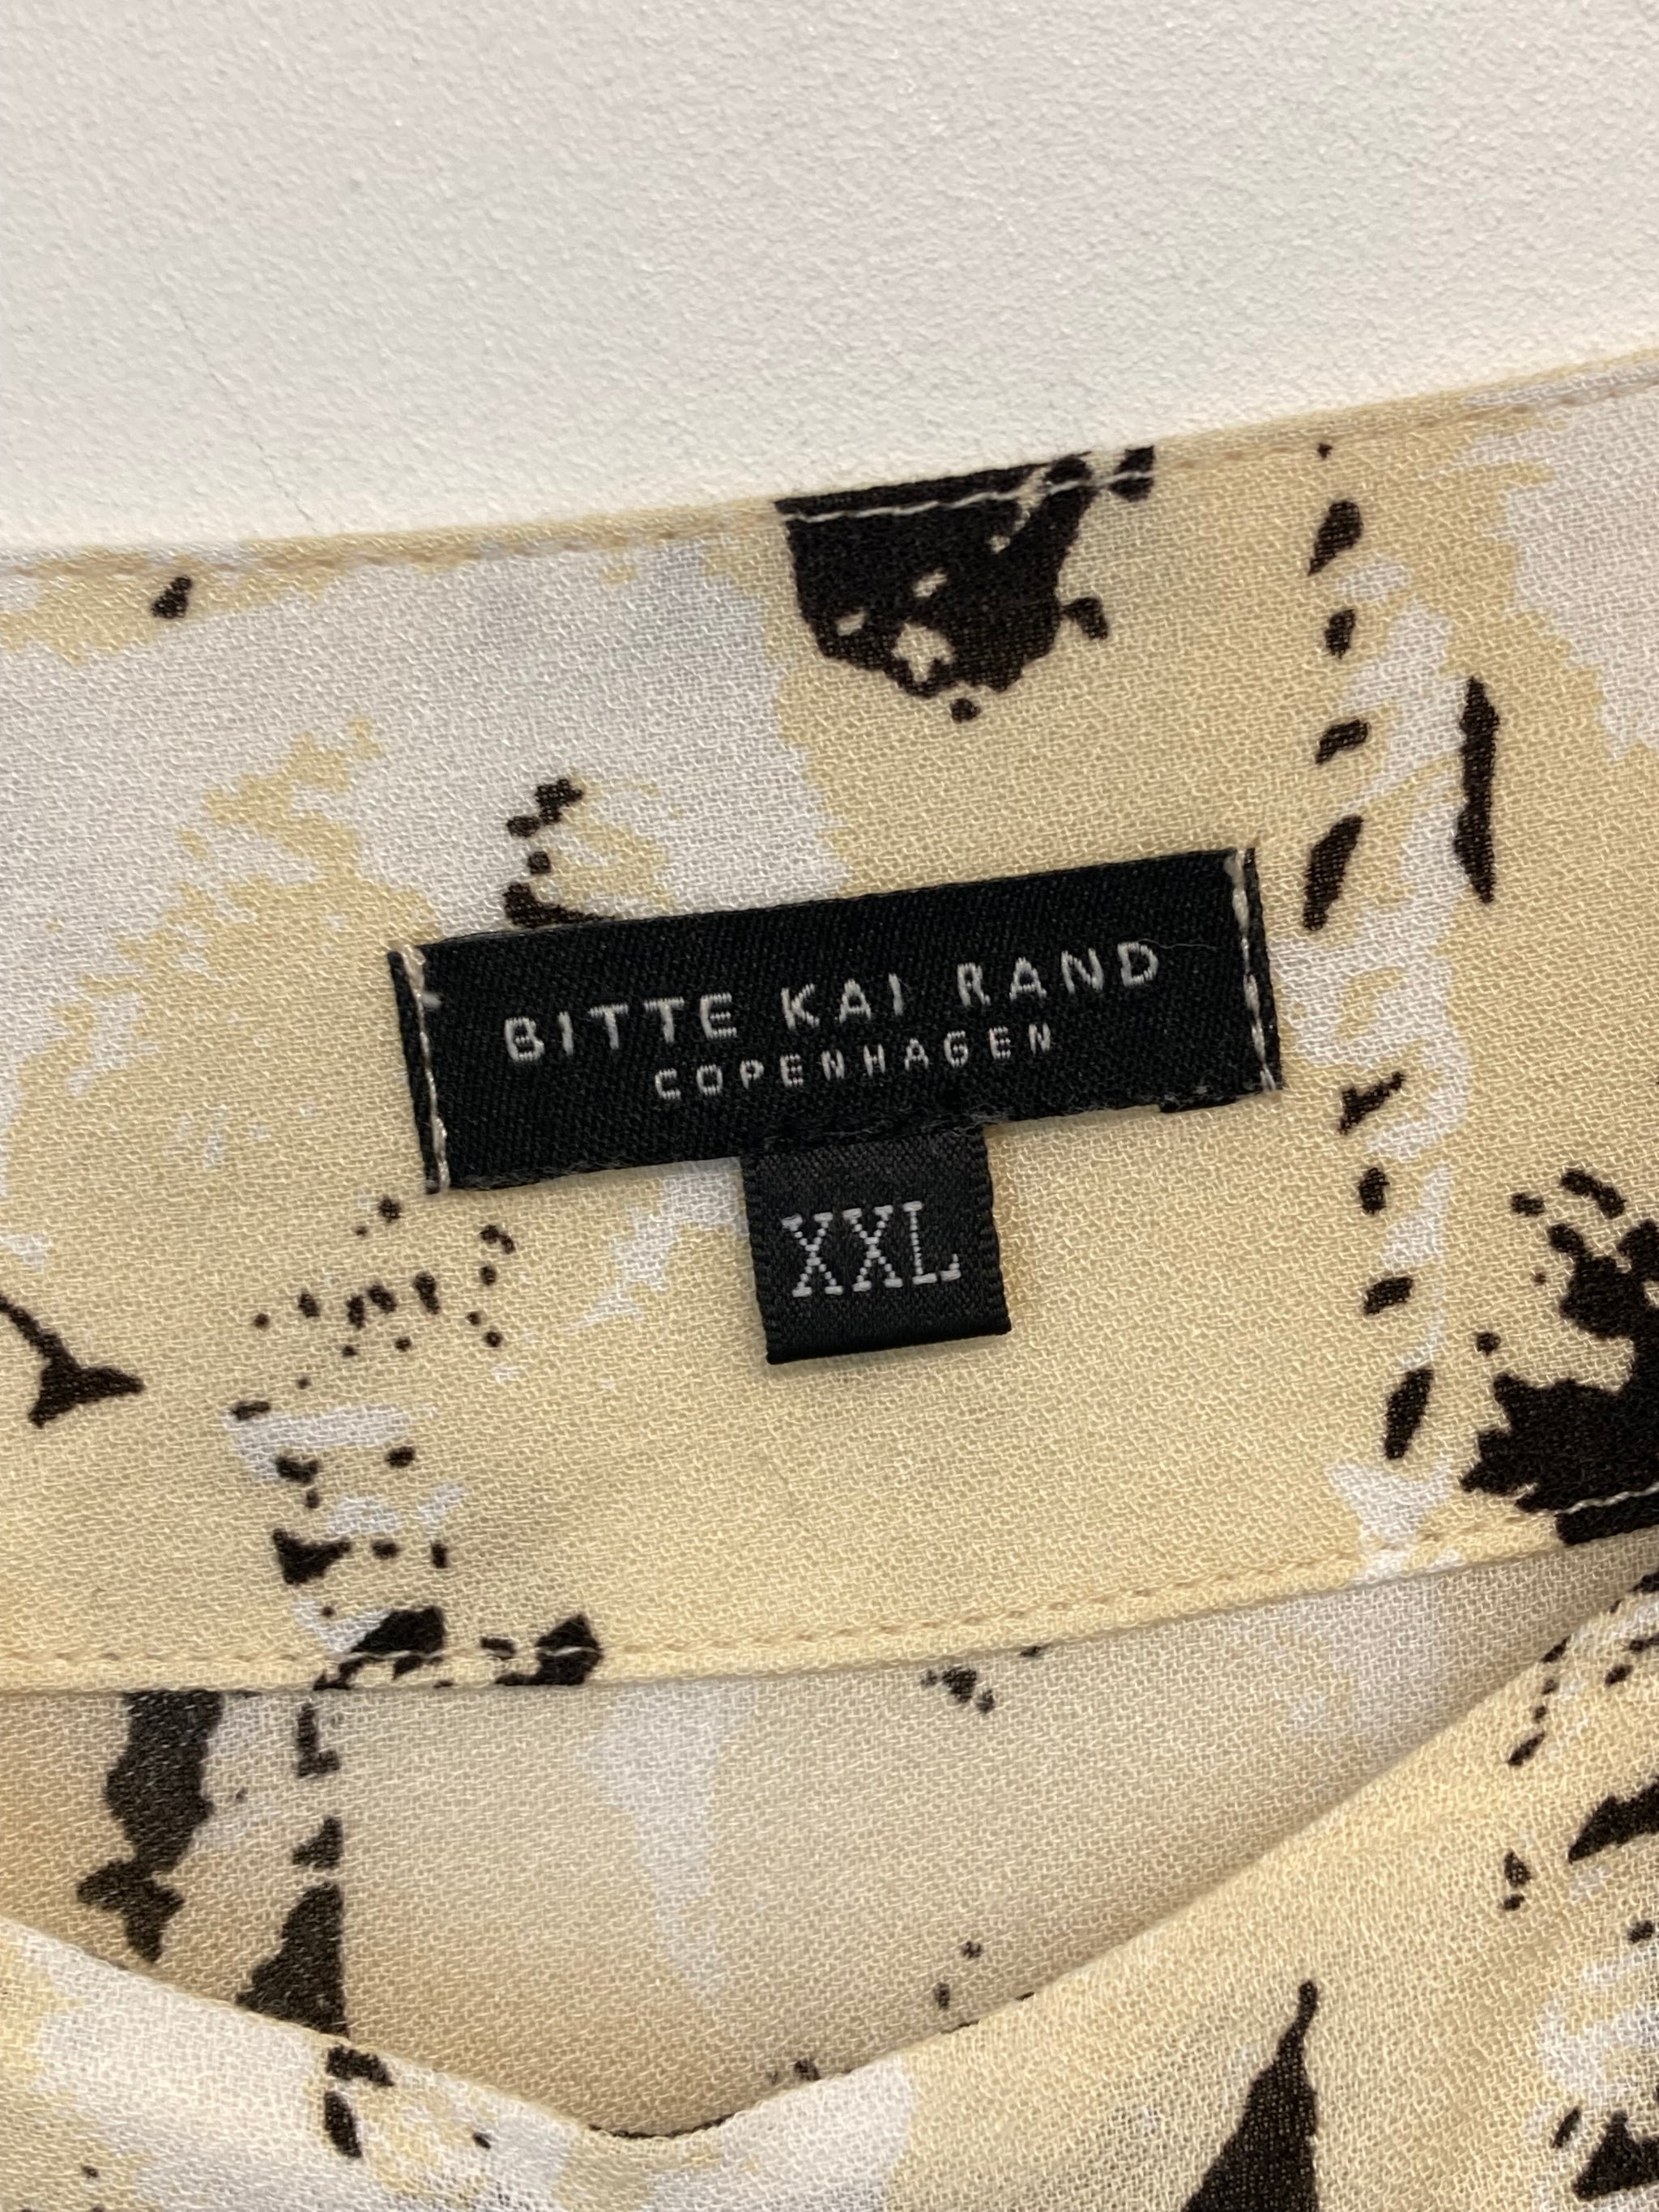 BITTE KAI RAND
COPENHAGEN
XXL